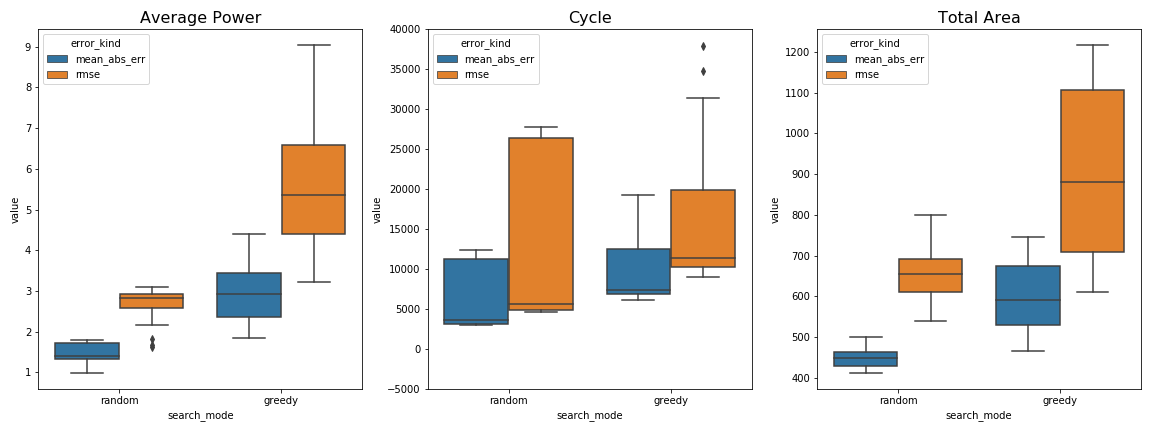 Average Power
error_kind
mean_abs_err
rmse
9
8
7
6
5
4
3
2
1
value
random
greedy
search_mode
Cycle
error_kind
mean_abs_err
rmse
40000
35000
30000
25000
20000
15000
10000
5000
0
-5000
value
random
greedy
search_mode
Total Area
error_kind
mean_abs_err
rmse
1200
1100
1000
900
800
700
600
500
400
value
random
greedy
search_mode